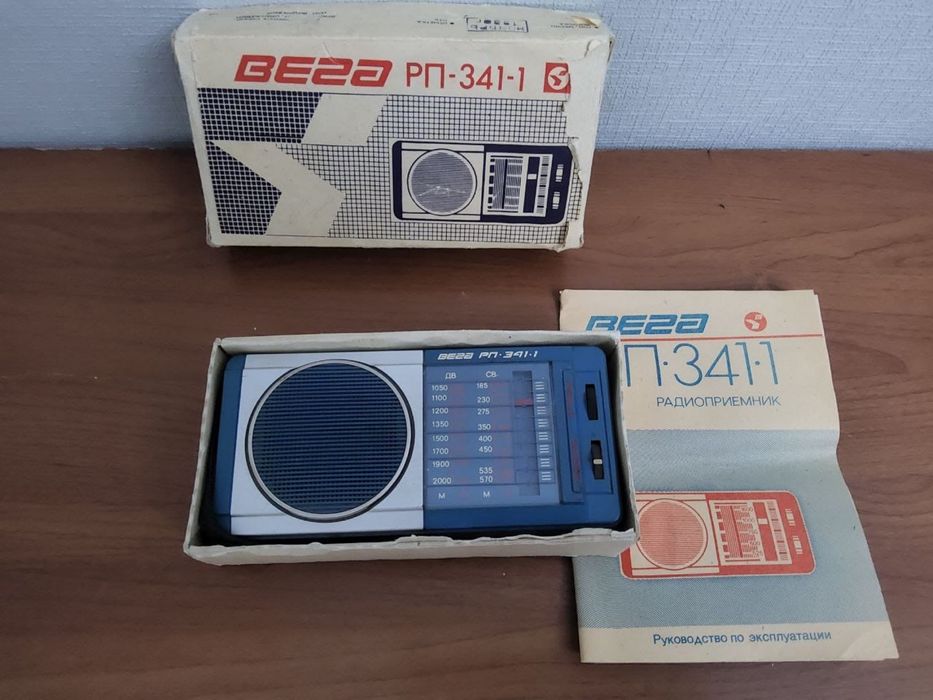 ВЕГА РП-341-1
ВЕГА РП·341·1
ДВ СВ
1050 185
1100 230
1200 275
1350 350
1500 400
1700 450
1900 535
2000 570
М М
ВЕГА
П·341·1
РАДИОПРИЕМНИК
Руководство по эксплуатации